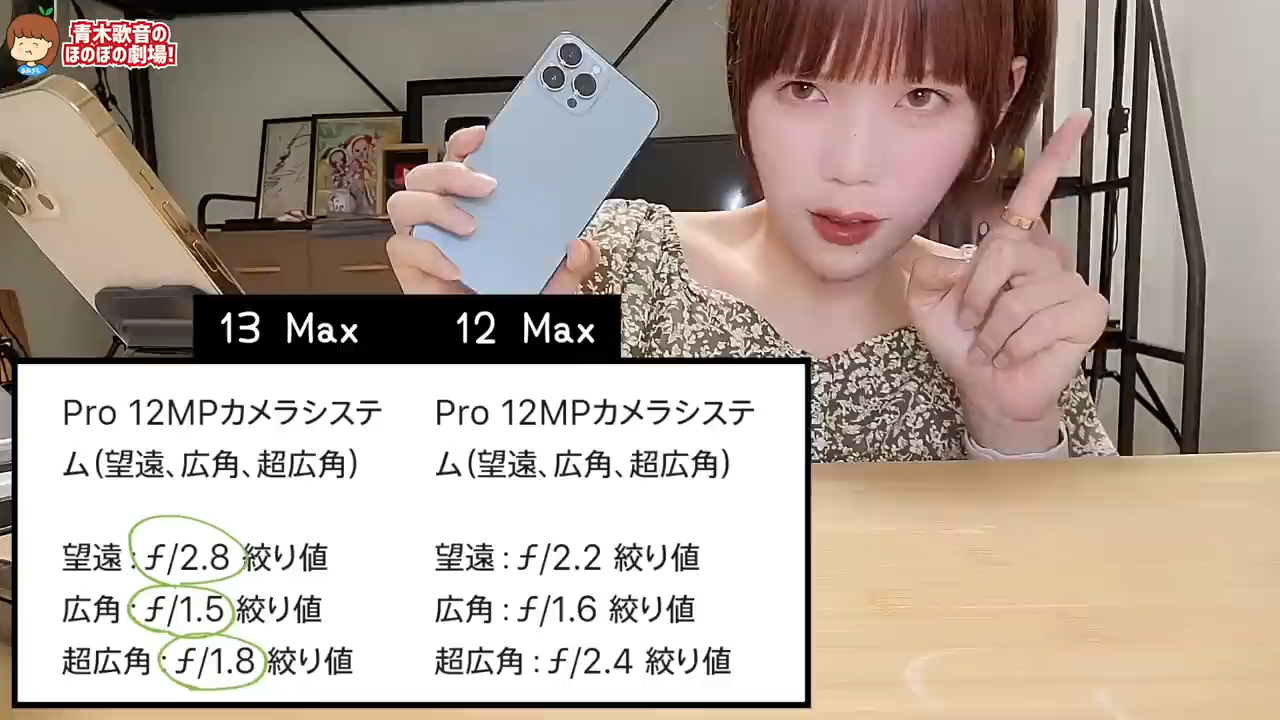 青木歌音の
ほのぼの劇場!
13 Max 12 Max
Pro 12MPカメラシステ
ム(望遠、広角、超広角)
望遠:ƒ/2.8 絞り値
広角:ƒ/1.5 絞り値
超広角:ƒ/1.8 絞り値
Pro 12MPカメラシステ
ム(望遠、広角、超広角)
望遠:ƒ/2.2 絞り値
広角:ƒ/1.6 絞り値
超広角:ƒ/2.4 絞り値